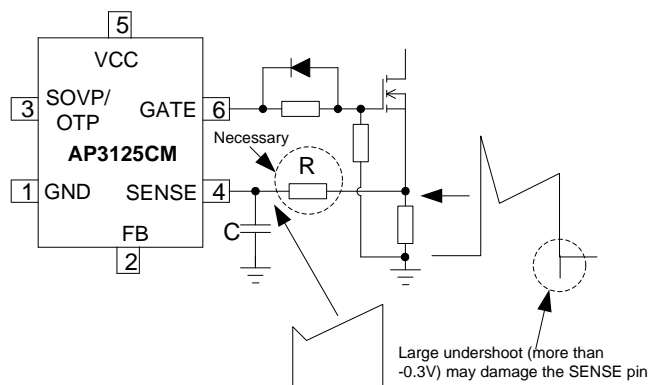 5
VCC
3
SOVP/
OTP
GATE
6
AP3125CM
Necessary
R
1
GND
SENSE
4
FB
2
C
Large undershoot (more than
-0.3V) may damage the SENSE pin